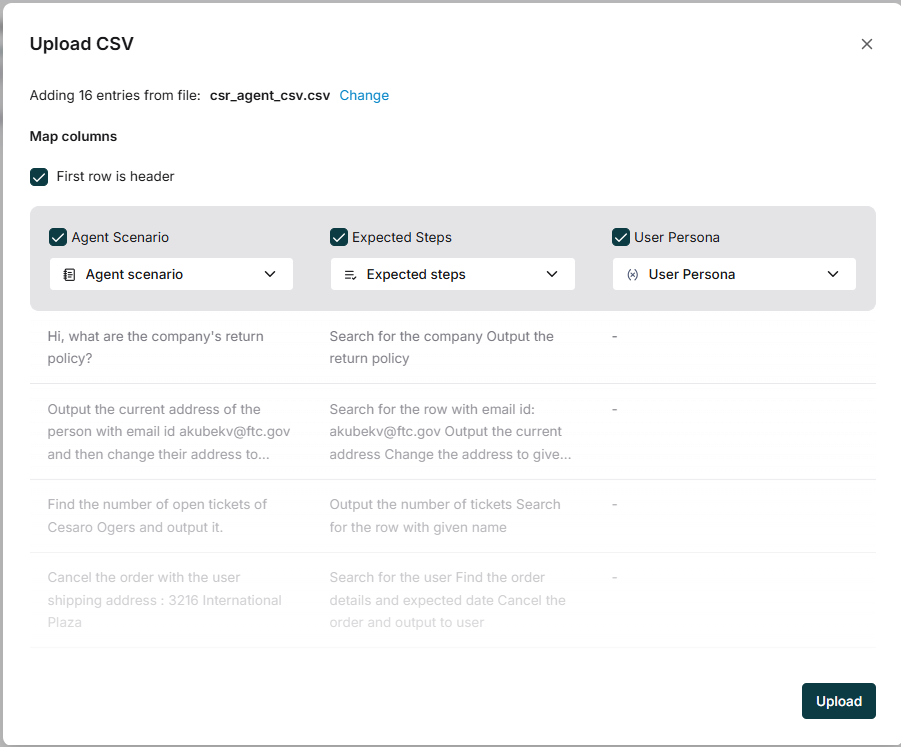 Upload CSV
Adding 16 entries from file: csr_agent_csv.csv Change
Map columns
First row is header
Agent Scenario
Expected Steps
User Persona
Agent scenario
Expected steps
User Persona
Hi, what are the company's return
policy?
Search for the company Output the
return policy
-
Output the current address of the
person with email id akubekv@ftc.gov
and then change their address to...
Search for the row with email id:
akubekv@ftc.gov Output the current
address Change the address to give...
-
Find the number of open tickets of
Cesaro Ogers and output it.
Output the number of tickets Search
for the row with given name
-
Cancel the order with the user
shipping address : 3216 International
Plaza
Search for the user Find the order
details and expected date Cancel the
order and output to user
-
Upload